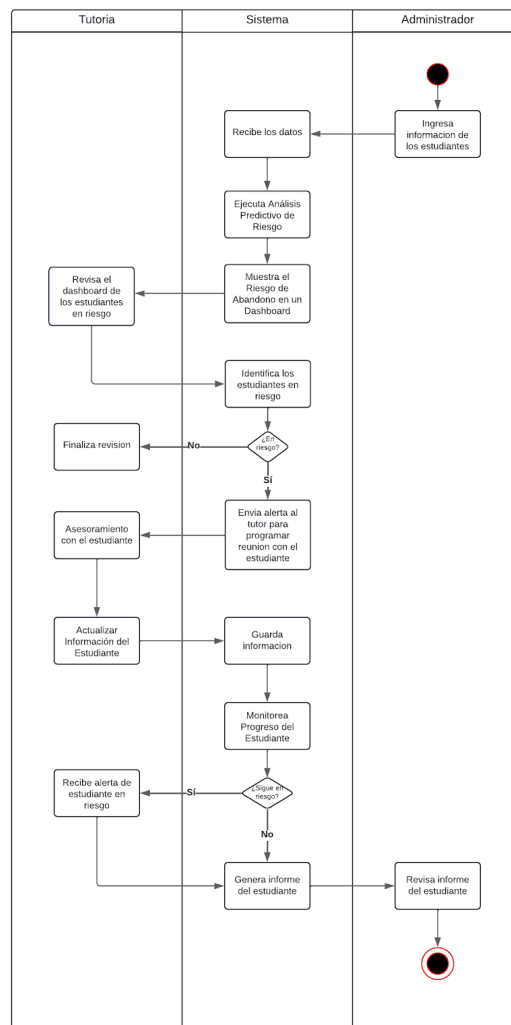 Tutoria
Sistema
Administrador
Ingresa
informacion de
los estudiantes
Recibe los datos
Ejecuta Análisis
Predictivo de
Riesgo
Muestra el
Riesgo de
Abandono en un
Dashboard
Revisa el
dashboard de
los estudiantes
en riesgo
Identifica los
estudiantes en
riesgo
¿En
riesgo?
No
Finaliza revision
Sí
Envia alerta al
tutor para
programar
reunion con el
estudiante
Asesoramiento
con el estudiante
Actualizar
Información del
Estudiante
Guarda
informacion
Monitorea
Progreso del
Estudiante
¿Sigue en
riesgo?
Sí
Recibe alerta de
estudiante en
riesgo
No
Genera informe
del estudiante
Revisa informe
del estudiante